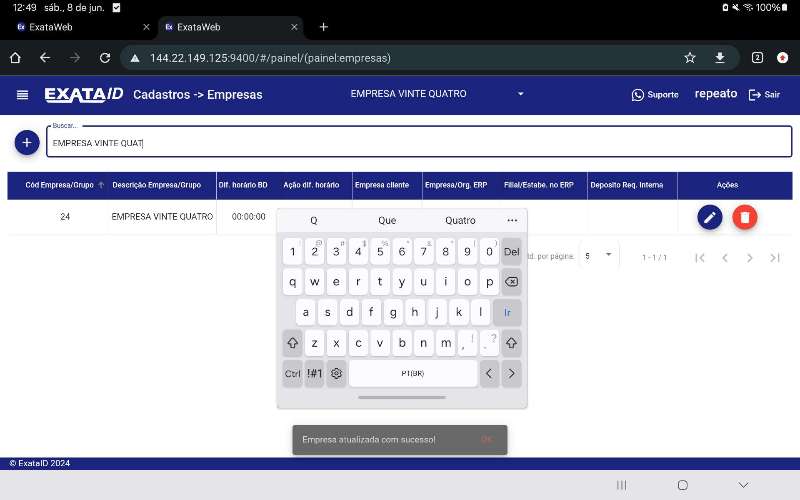 12:49 sáb., 8 de jun. 100%
ExataWeb
ExataWeb
144.22.149.125:9400/#/painel/(painel:empresas)
2
EXATAID Cadastros -> Empresas EMPRESA VINTE QUATRO Suporte repeato Sair
Buscar...
EMPRESA VINTE QUAT
Cód Empresa/Grupo Descrição Empresa/Grupo Dif. horário BD Ação dif. horário Empresa cliente Empresa/Org. ERP Filial/Estabe. no ERP Deposito Req. Interna Ações
24 EMPRESA VINTE QUATRO 00:00:00
td. por página. 5 1 - 1 / 1
Q Que Quatro ...
1 2 3 4 5 6 7 8 9 0 Del
q w e r t y u i o p
a s d f g h j k l Ir
z x c v b n m , ! . ?
Ctrl !#1 PT(BR) < >
Empresa atualizada com sucesso! OK
© ExataID 2024